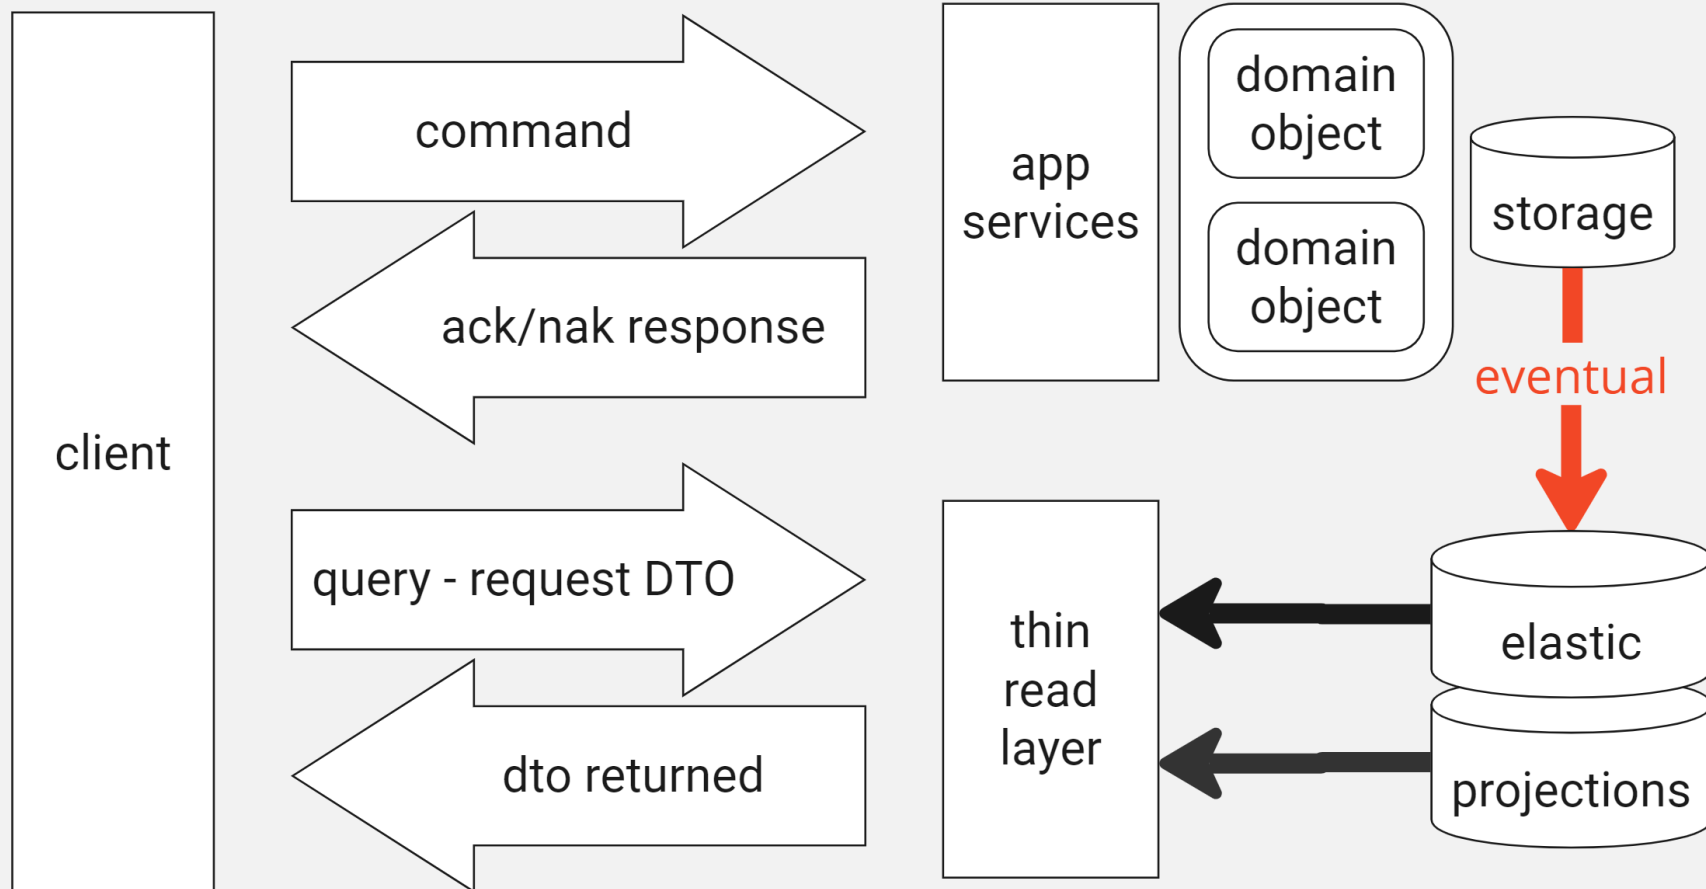 client
command
ack/nak response
query - request DTO
dto returned
app
services
domain
object
domain
object
storage
eventual
thin
read
layer
elastic
projections